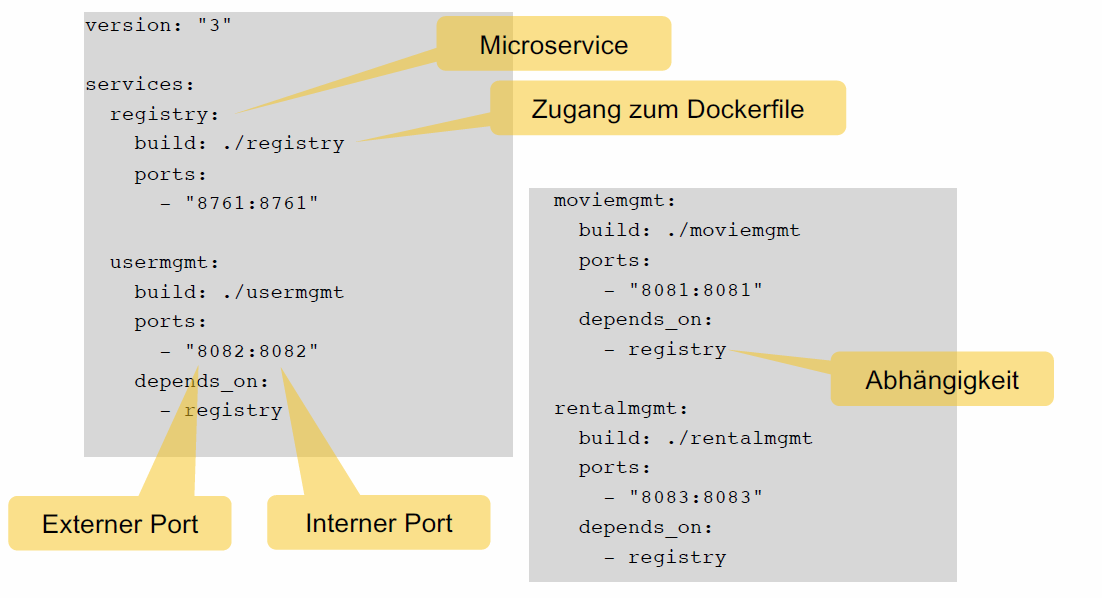 version: "3"
services:
registry:
build: ./registry
ports:
- "8761:8761"
usermgmt:
build: ./usermgmt
ports:
- "8082:8082"
depends_on:
- registry
Microservice
Zugang zum Dockerfile
Externer Port
Interner Port
moviemgmt:
build: ./moviemgmt
ports:
- "8081:8081"
depends_on:
- registry
Abhängigkeit
rentalmgmt:
build: ./rentalmgmt
ports:
- "8083:8083"
depends_on:
- registry